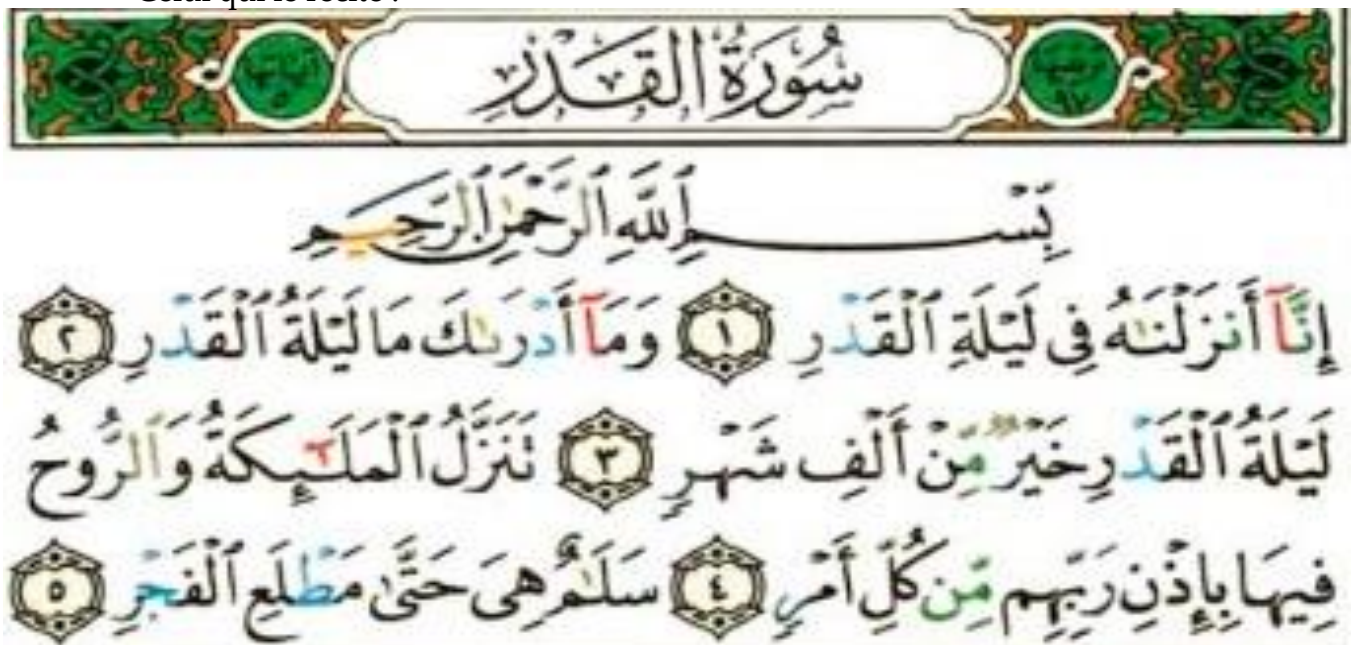 سُورَةُ الْقَدْرِ
بِسْمِ ٱللَّهِ ٱلرَّحْمَٰنِ ٱلرَّحِيمِ
إِنَّآ أَنزَلْنَٰهُ فِى لَيْلَةِ ٱلْقَدْرِ ١ وَمَآ أَدْرَىٰكَ مَا لَيْلَةُ ٱلْقَدْرِ ٢
لَيْلَةُ ٱلْقَدْرِ خَيْرٌ مِّنْ أَلْفِ شَهْرٍ ٣ تَنَزَّلُ ٱلْمَلَٰٓئِكَةُ وَٱلرُّوحُ
فِيهَا بِإِذْنِ رَبِّهِم مِّن كُلِّ أَمْرٍ ٤ سَلَٰمٌ هِىَ حَتَّىٰ مَطْلَعِ ٱلْفَجْرِ ٥